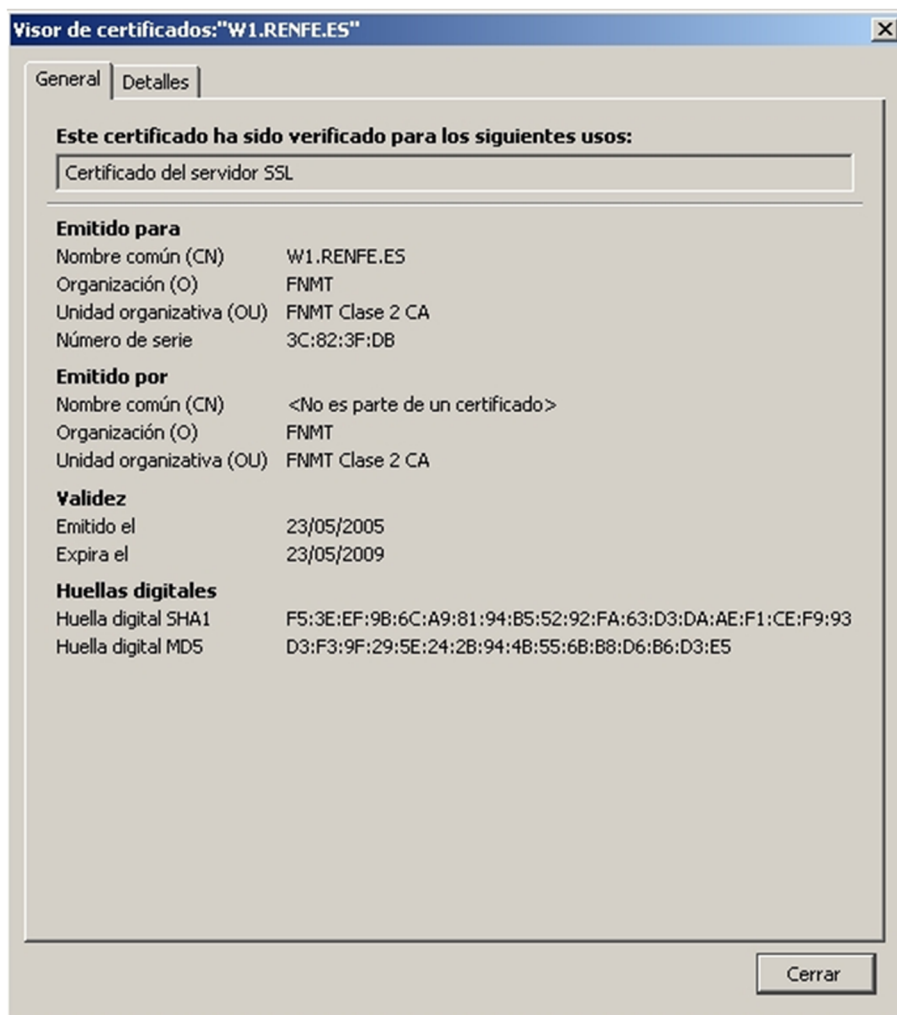 Visor de certificados:"W1.RENFE.ES"
General Detalles
Este certificado ha sido verificado para los siguientes usos:
Certificado del servidor SSL
Emitido para
Nombre común (CN) W1.RENFE.ES
Organización (O) FNMT
Unidad organizativa (OU) FNMT Clase 2 CA
Número de serie 3C:82:3F:DB
Emitido por
Nombre común (CN) <No es parte de un certificado>
Organización (O) FNMT
Unidad organizativa (OU) FNMT Clase 2 CA
Validez
Emitido el 23/05/2005
Expira el 23/05/2009
Huellas digitales
Huella digital SHA1 F5:3E:EF:9B:6C:A9:81:94:B5:52:92:FA:63:D3:DA:AE:F1:CE:F9:93
Huella digital MD5 D3:F3:9F:29:5E:24:2B:94:4B:55:6B:B8:D6:B6:D3:E5
Cerrar